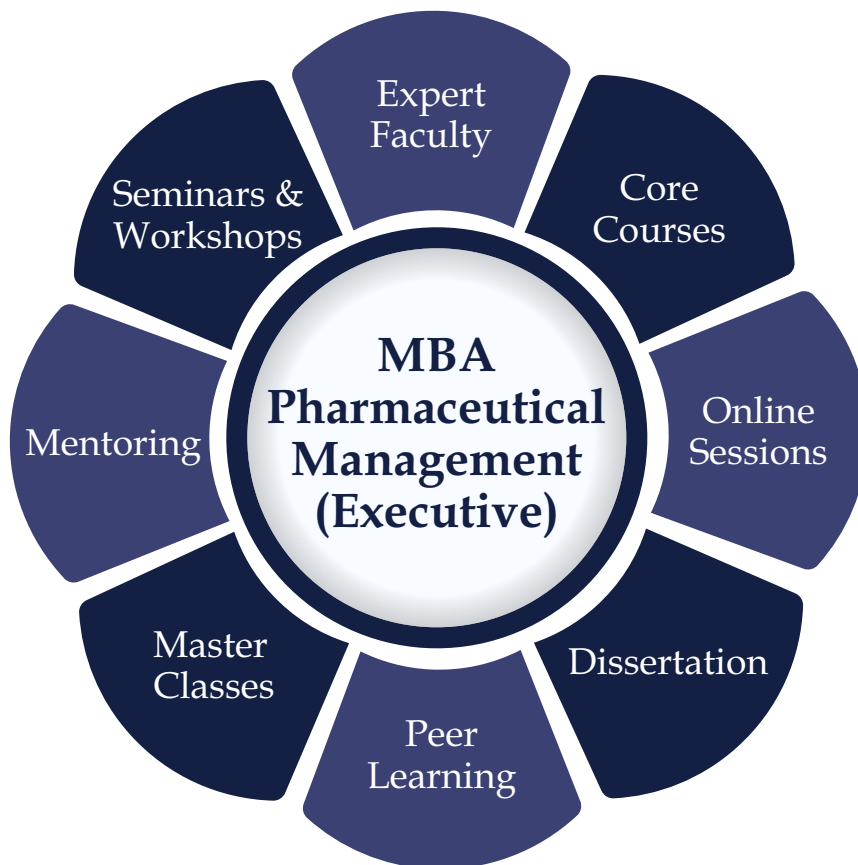 Expert
Faculty
Core
Courses
Online
Sessions
Dissertation
Peer
Learning
Master
Classes
Mentoring
Seminars &
Workshops
MBA
Pharmaceutical
Management
(Executive)